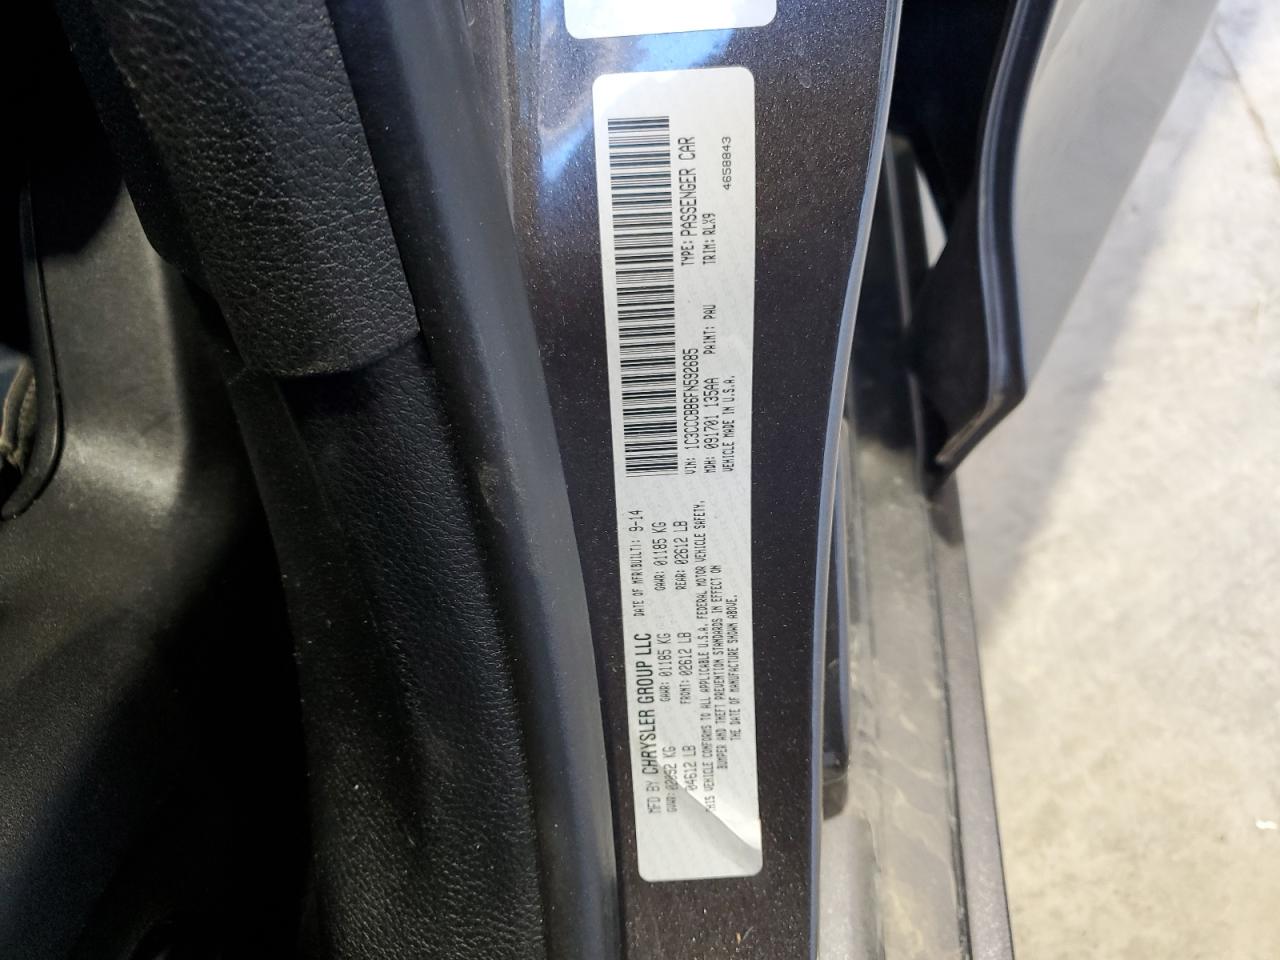 MFD BY CHRYSLER GROUP LLC DATE OF MFR(BUILT): 9-14
GVWR: 02092 KG GAWR: 01185 KG GAWR: 01185 KG
04612 LB FRONT: 02612 LB REAR: 02612 LB
THIS VEHICLE CONFORMS TO ALL APPLICABLE U.S.A. FEDERAL MOTOR VEHICLE SAFETY,
BUMPER AND THEFT PREVENTION STANDARDS IN EFFECT ON
THE DATE OF MANUFACTURE SHOWN ABOVE.
VIN: 1C3CCCBB6FN592685 TYPE: PASSENGER CAR
MDH: 091701 135AA PAINT: PAU TRIM: RLX9
VEHICLE MADE IN U.S.A. 4658843